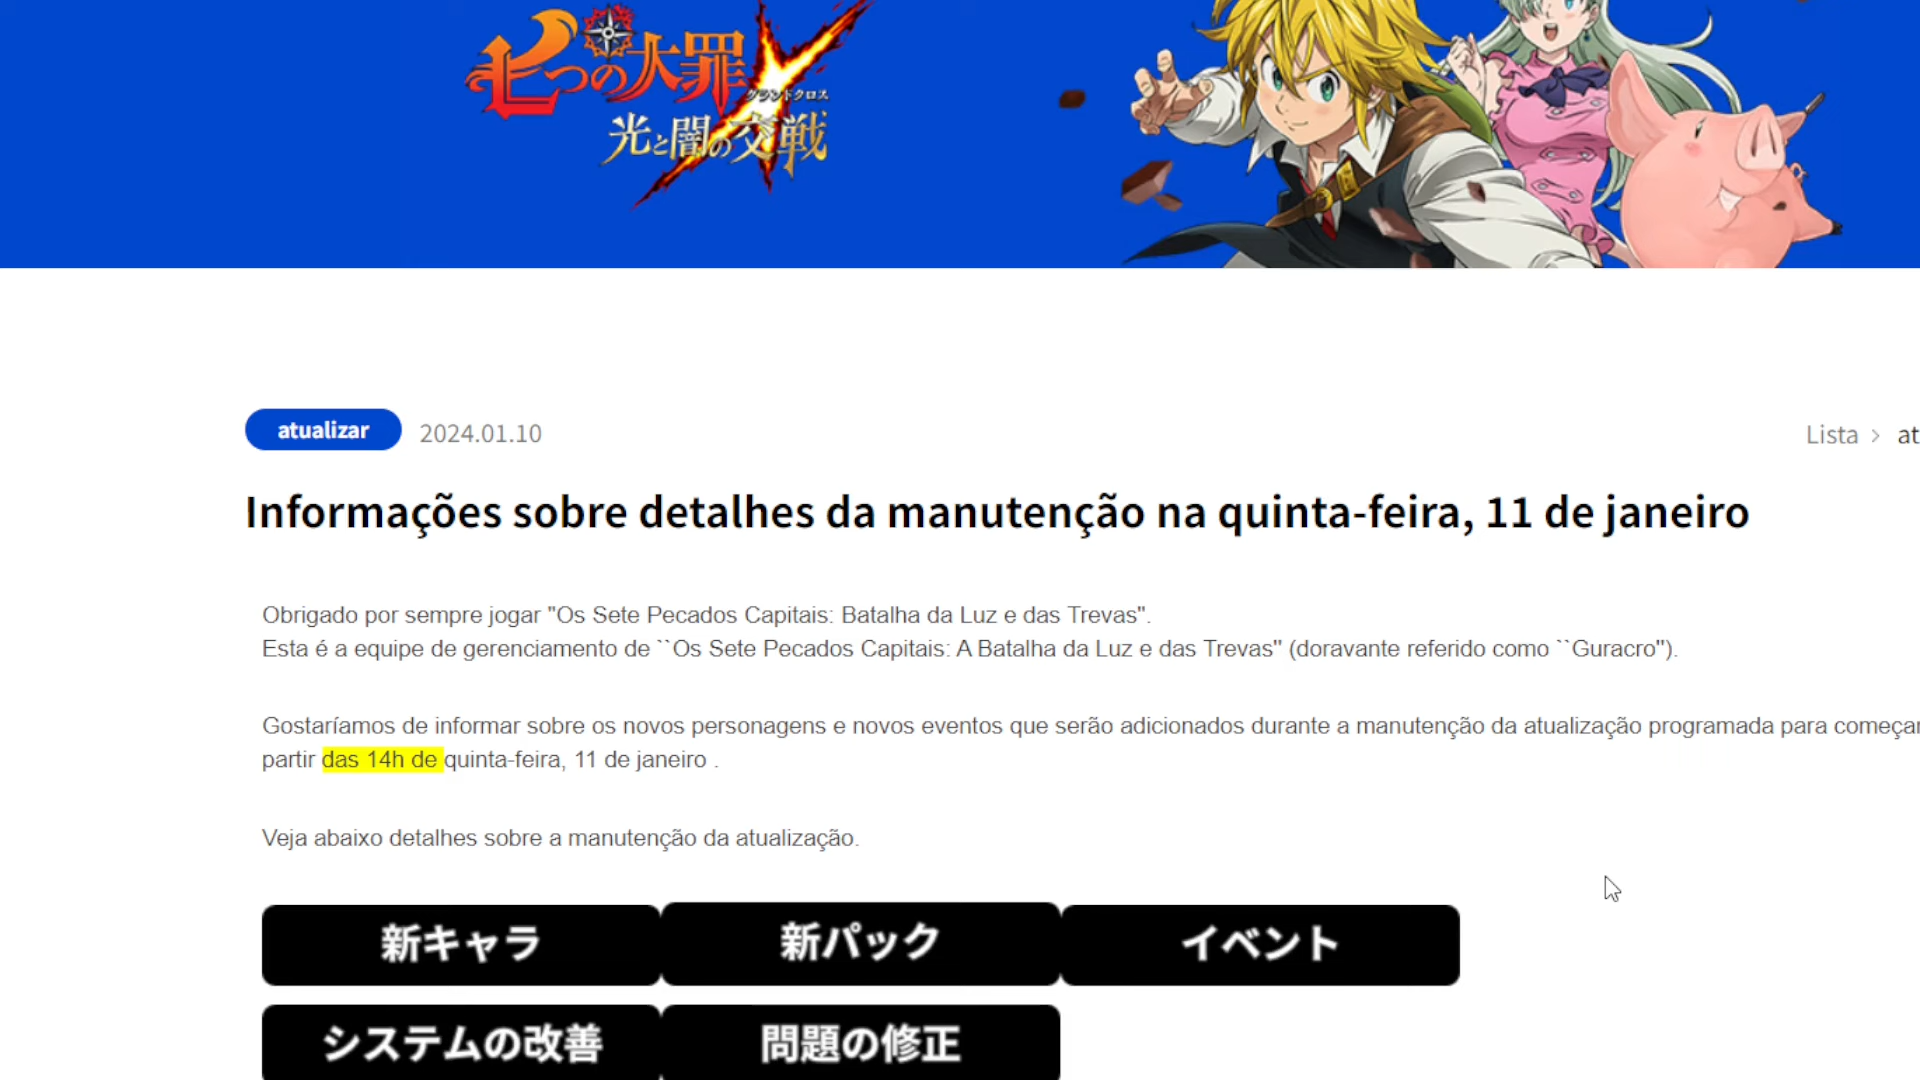 七つの大罪
グランドクロス
光と闇の交戦
atualizar 2024.01.10
Lista > at
Informações sobre detalhes da manutenção na quinta-feira, 11 de janeiro
Obrigado por sempre jogar "Os Sete Pecados Capitais: Batalha da Luz e das Trevas".
Esta é a equipe de gerenciamento de ``Os Sete Pecados Capitais: A Batalha da Luz e das Trevas'' (doravante referido como ``Guracro'').
Gostaríamos de informar sobre os novos personagens e novos eventos que serão adicionados durante a manutenção da atualização programada para começar
partir das 14h de quinta-feira, 11 de janeiro .
Veja abaixo detalhes sobre a manutenção da atualização.
新キャラ 新パック イベント
システムの改善 問題の修正